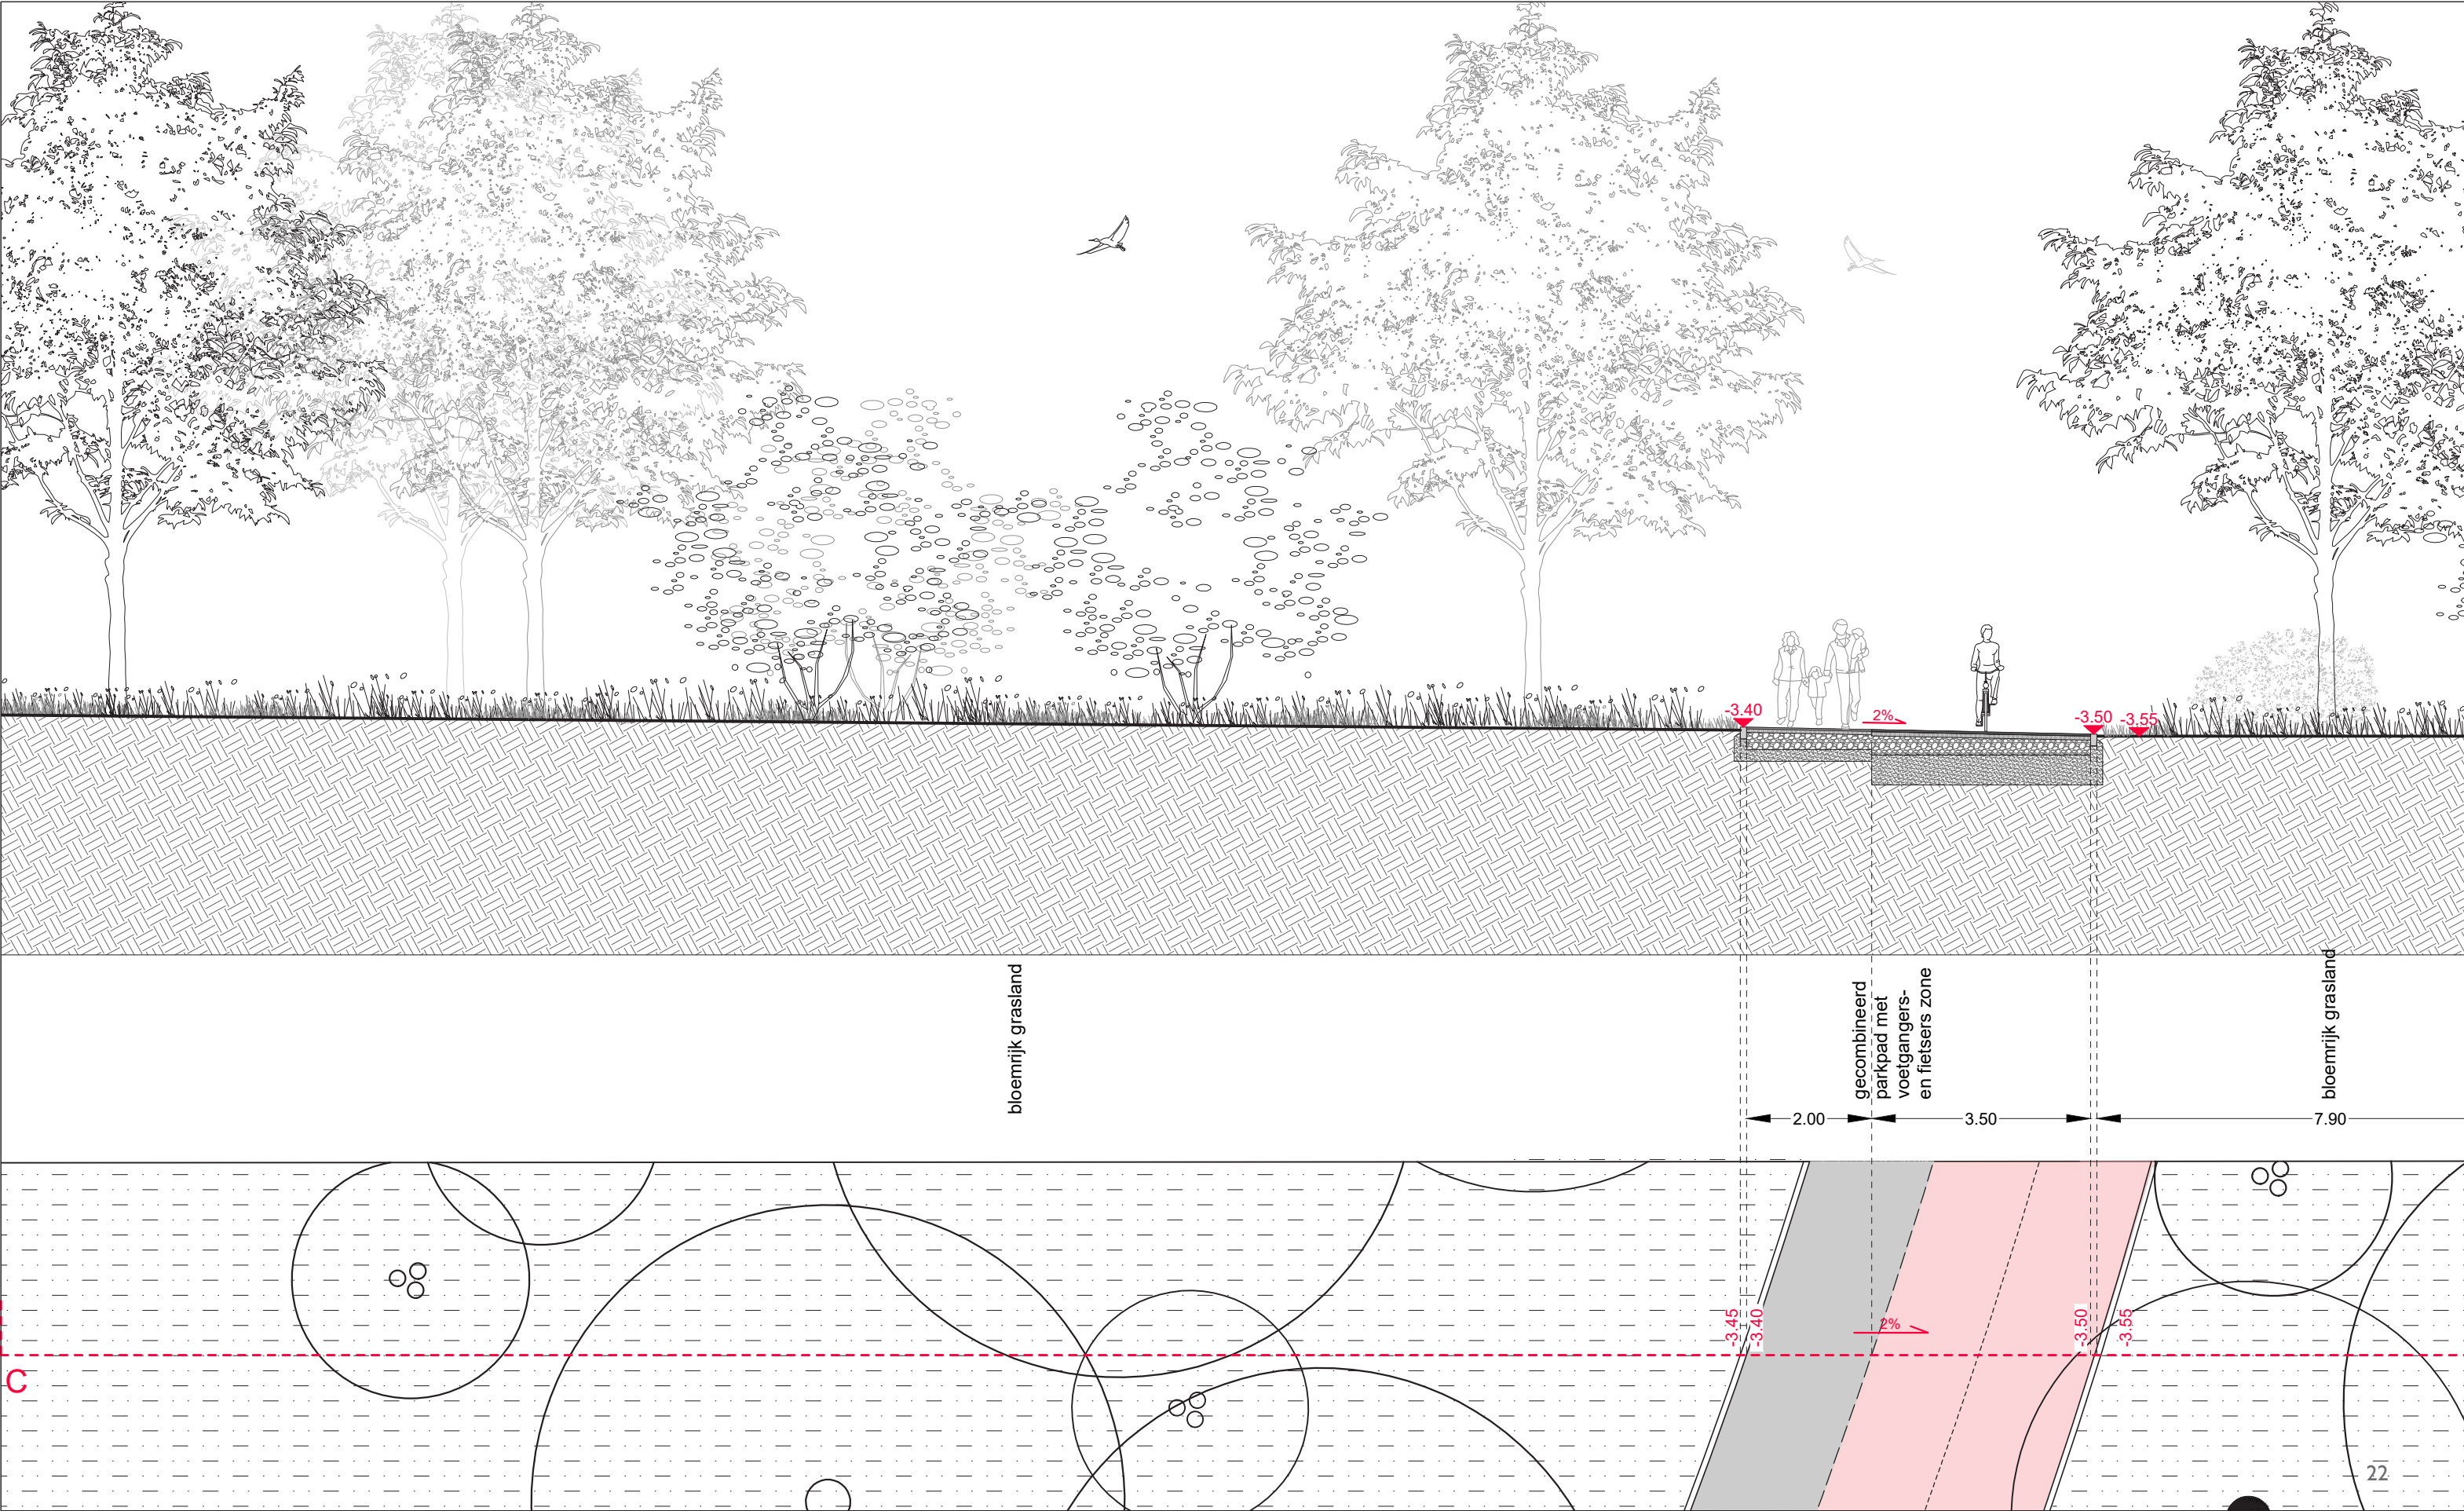 -3.40
2%
-3.50
-3.55
bloemrijk grasland
gecombineerd
parkpad met
voetgangers-
en fietsers zone
bloemrijk grasland
2.00
3.50
7.90
-3.45
-3.40
2%
-3.50
-3.55
C
22